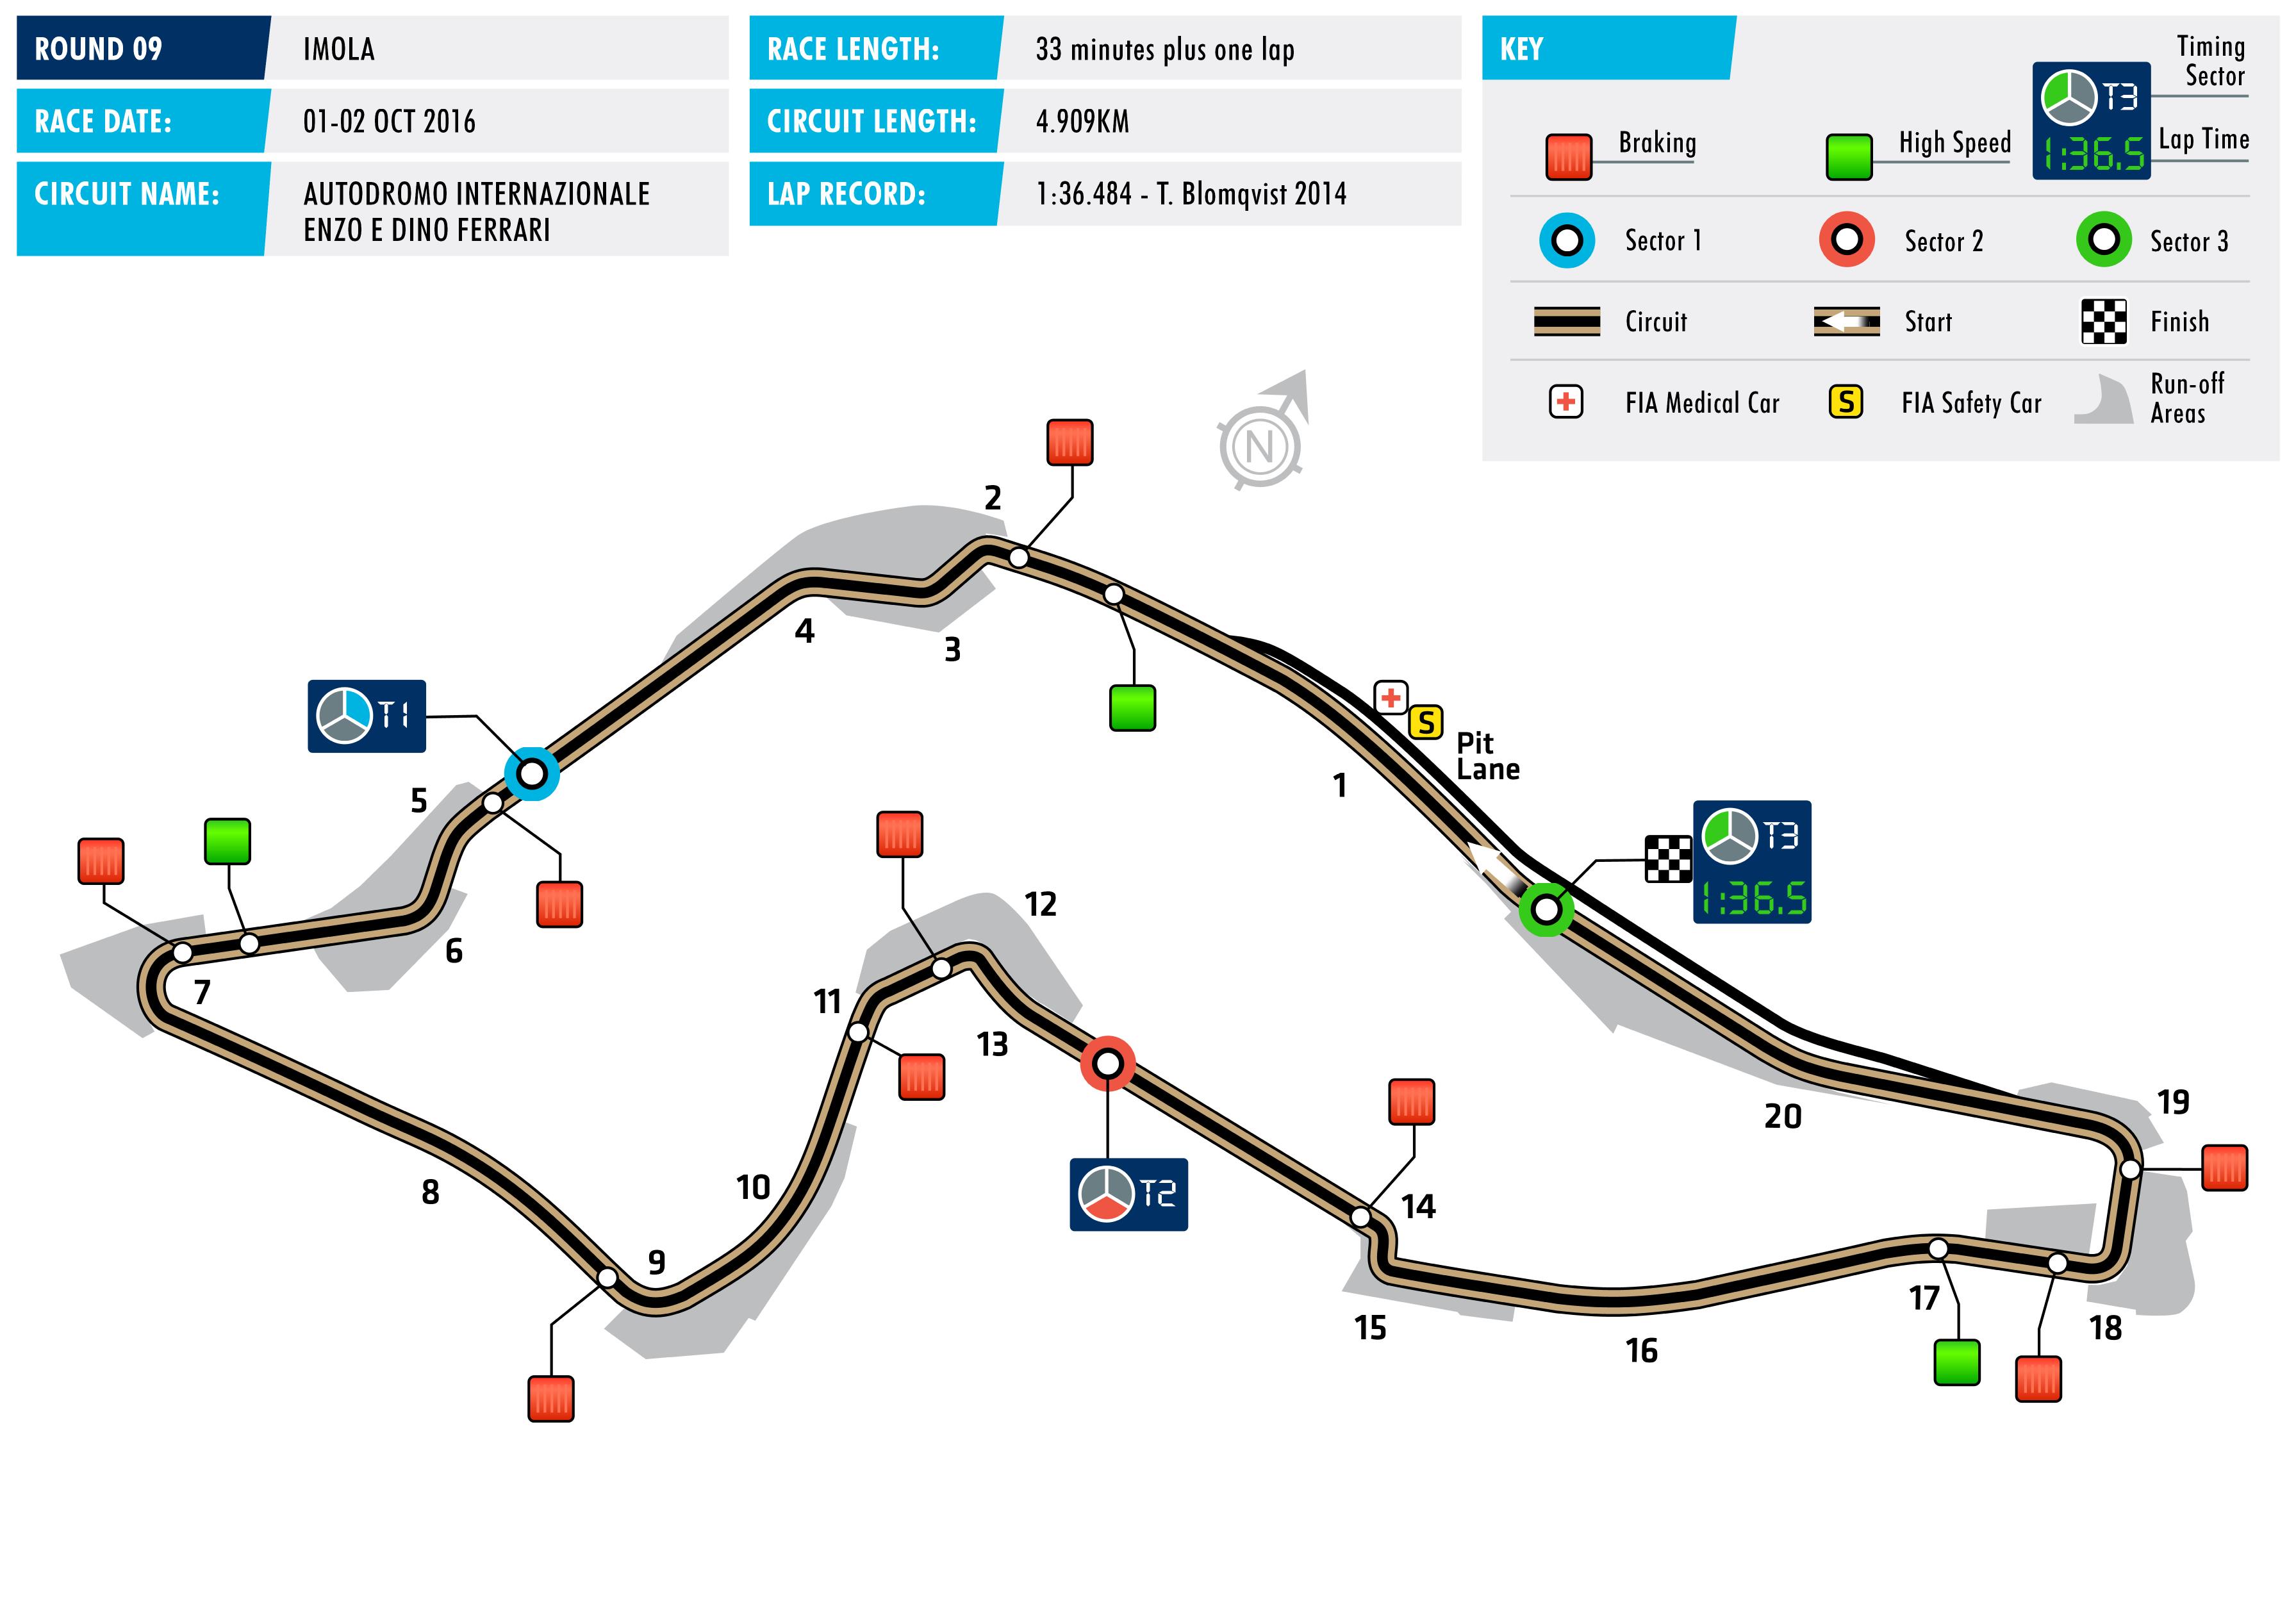 ROUND 09
IMOLA
RACE DATE:
01-02 OCT 2016
CIRCUIT NAME:
AUTODROMO INTERNAZIONALE
ENZO E DINO FERRARI
RACE LENGTH:
33 minutes plus one lap
CIRCUIT LENGTH:
4.909KM
LAP RECORD:
1:36.484 - T. Blomqvist 2014
KEY
Braking
High Speed
T3
1:36.5
Timing
Sector
Lap Time
Sector 1
Sector 2
Sector 3
Circuit
Start
Finish
FIA Medical Car
S
FIA Safety Car
Run-off
Areas
N
2
4
3
T1
S
Pit
Lane
1
5
T3
1:36.5
6
7
12
11
13
19
20
8
10
T2
14
9
17
15
18
16